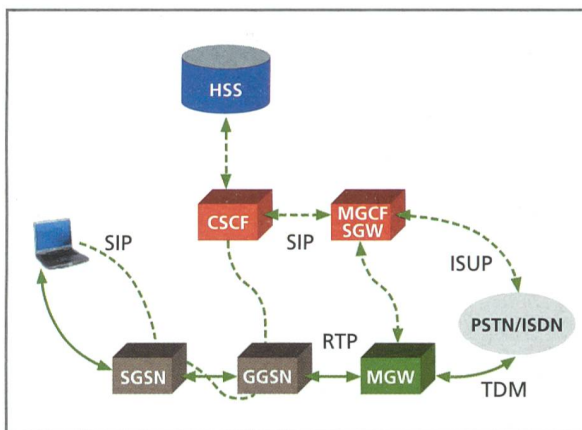 HSS
CSCF
SIP
MGCF
SGW
SIP
ISUP
PSTN/ISDN
RTP
SGSN
GGSN
MGW
TDM